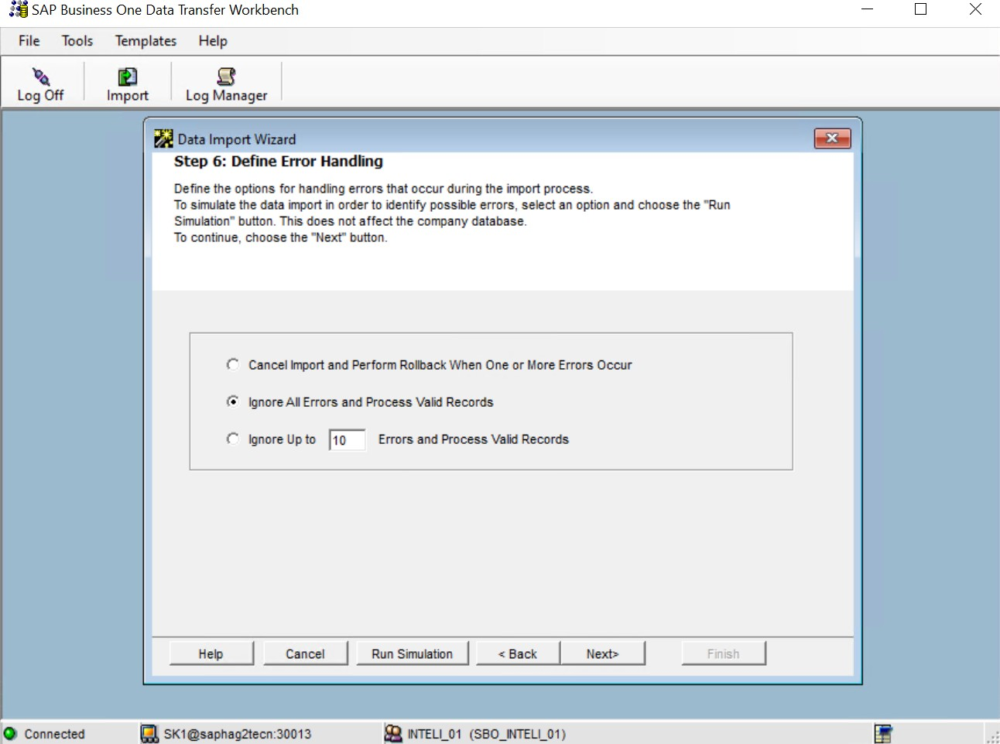 SAP Business One Data Transfer Workbench
File Tools Templates Help
Log Off Import Log Manager
Data Import Wizard
Step 6: Define Error Handling
Define the options for handling errors that occur during the import process.
To simulate the data import in order to identify possible errors, select an option and choose the "Run
Simulation" button. This does not affect the company database.
To continue, choose the "Next" button.
Cancel Import and Perform Rollback When One or More Errors Occur
Ignore All Errors and Process Valid Records
Ignore Up to 10 Errors and Process Valid Records
Help Cancel Run Simulation < Back Next> Finish
Connected SK1@saphag2tecn:30013 INTELI_01 (SBO_INTELI_01)